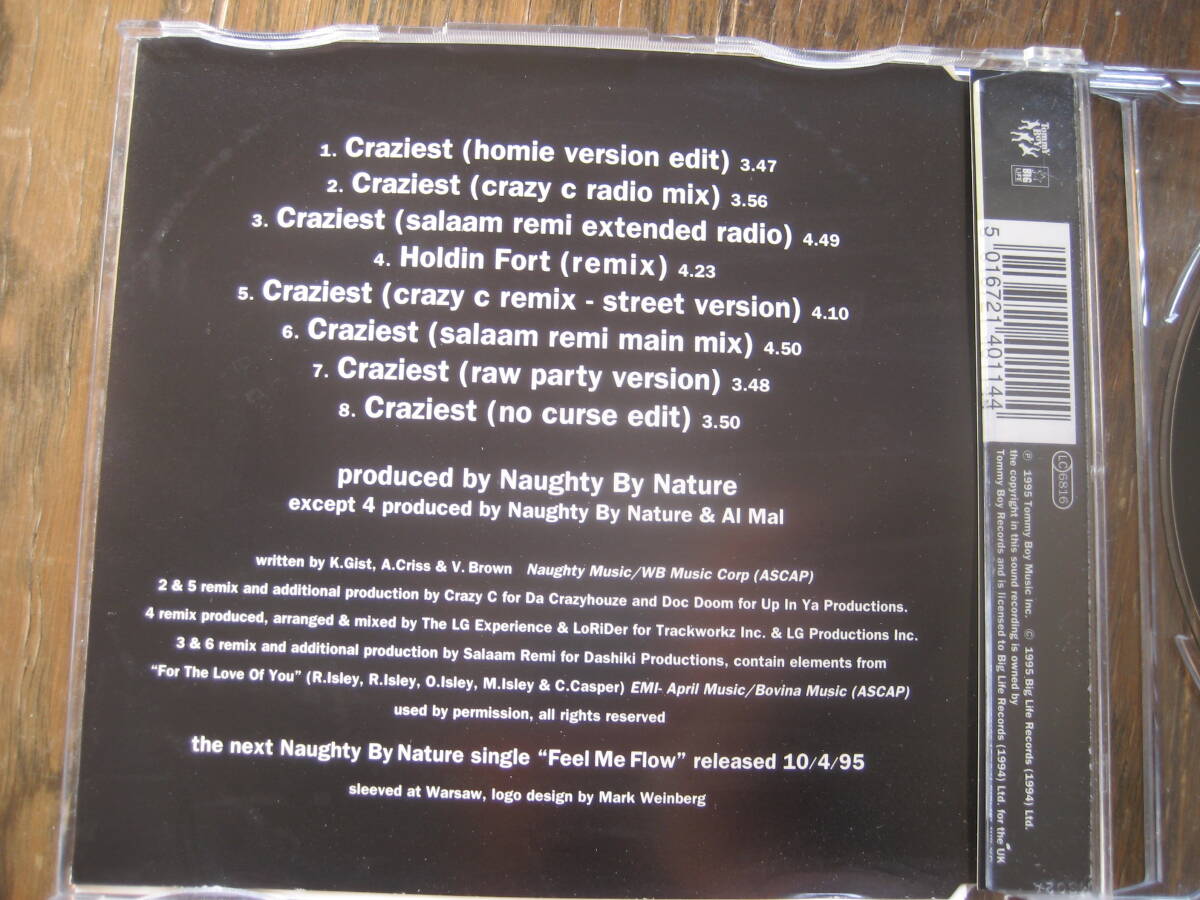 1. Craziest (homie version edit) 3.47
2. Craziest (crazy c radio mix) 3.56
3. Craziest (salaam remi extended radio) 4.49
4. Holdin Fort (remix) 4.23
5. Craziest (crazy c remix - street version) 4.10
6. Craziest (salaam remi main mix) 4.50
7. Craziest (raw party version) 3.48
8. Craziest (no curse edit) 3.50
produced by Naughty By Nature
except 4 produced by Naughty By Nature & Al Mal
written by K.Gist, A.Criss & V. Brown Naughty Music/WB Music Corp (ASCAP)
2 & 5 remix and additional production by Crazy C for Da Crazyhouze and Doc Doom for Up In Ya Productions.
4 remix produced, arranged & mixed by The LG Experience & LoRiDer for Trackworkz Inc. & LG Productions Inc.
3 & 6 remix and additional production by Salaam Remi for Dashiki Productions, contain elements from
“For The Love Of You” (R.Isley, R.Isley, O.Isley, M.Isley & C.Casper) EMI- April Music/Bovina Music (ASCAP)
used by permission, all rights reserved
the next Naughty By Nature single “Feel Me Flow” released 10/4/95
sleeved at Warsaw, logo design by Mark Weinberg
Tommy
Boy
BIG
LIFE
5 016721 401144
LC 6816
℗ 1995 Tommy Boy Music Inc. © 1995 Big Life Records (1994) Ltd.
the copyright in this sound recording is owned by
Tommy Boy Records and is licensed to Big Life Records (1994) Ltd. for the UK